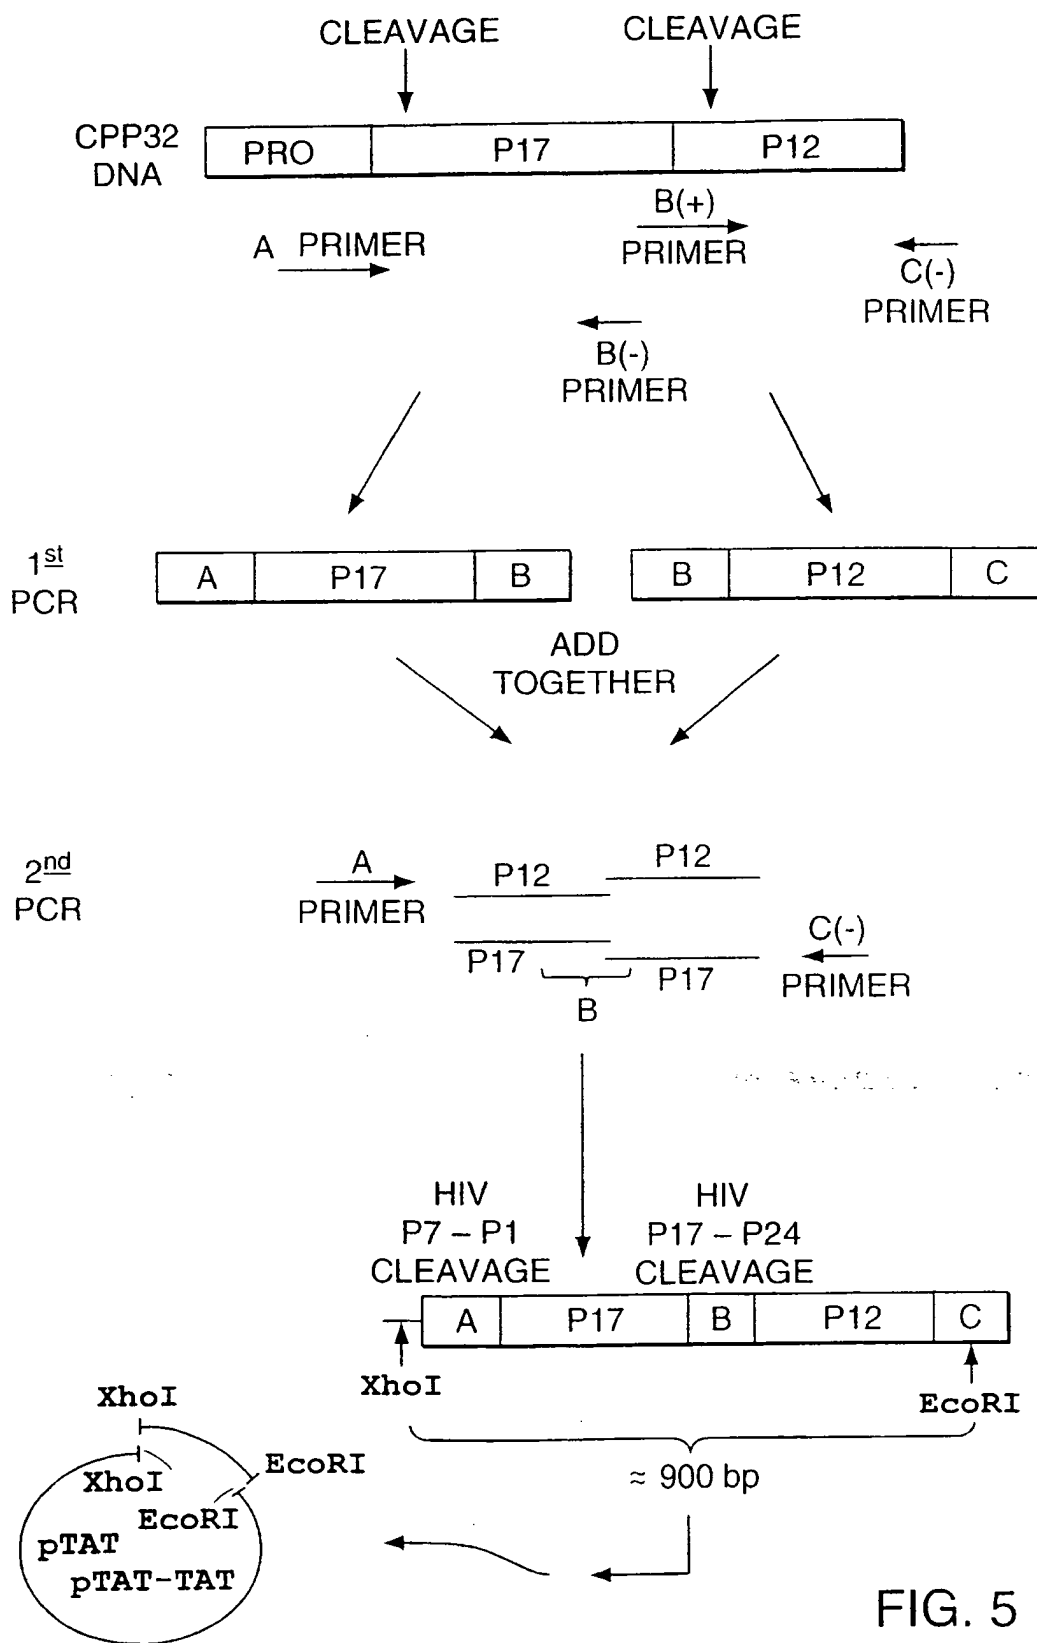 CLEAVAGE CLEAVAGE
CPP32
DNA
PRO P17 P12
A PRIMER
B(+)
PRIMER
C(-)
PRIMER
B(-)
PRIMER
1st
PCR
A P17 B
B P12 C
ADD
TOGETHER
2nd
PCR
A
PRIMER
P12 P12
P17 P17
B
C(-)
PRIMER
HIV
P7 – P1
CLEAVAGE
HIV
P17 – P24
CLEAVAGE
A P17 B P12 C
XhoI
EcoRI
≈ 900 bp
XhoI
XhoI
EcoRI
EcoRI
pTAT
pTAT-TAT
FIG. 5